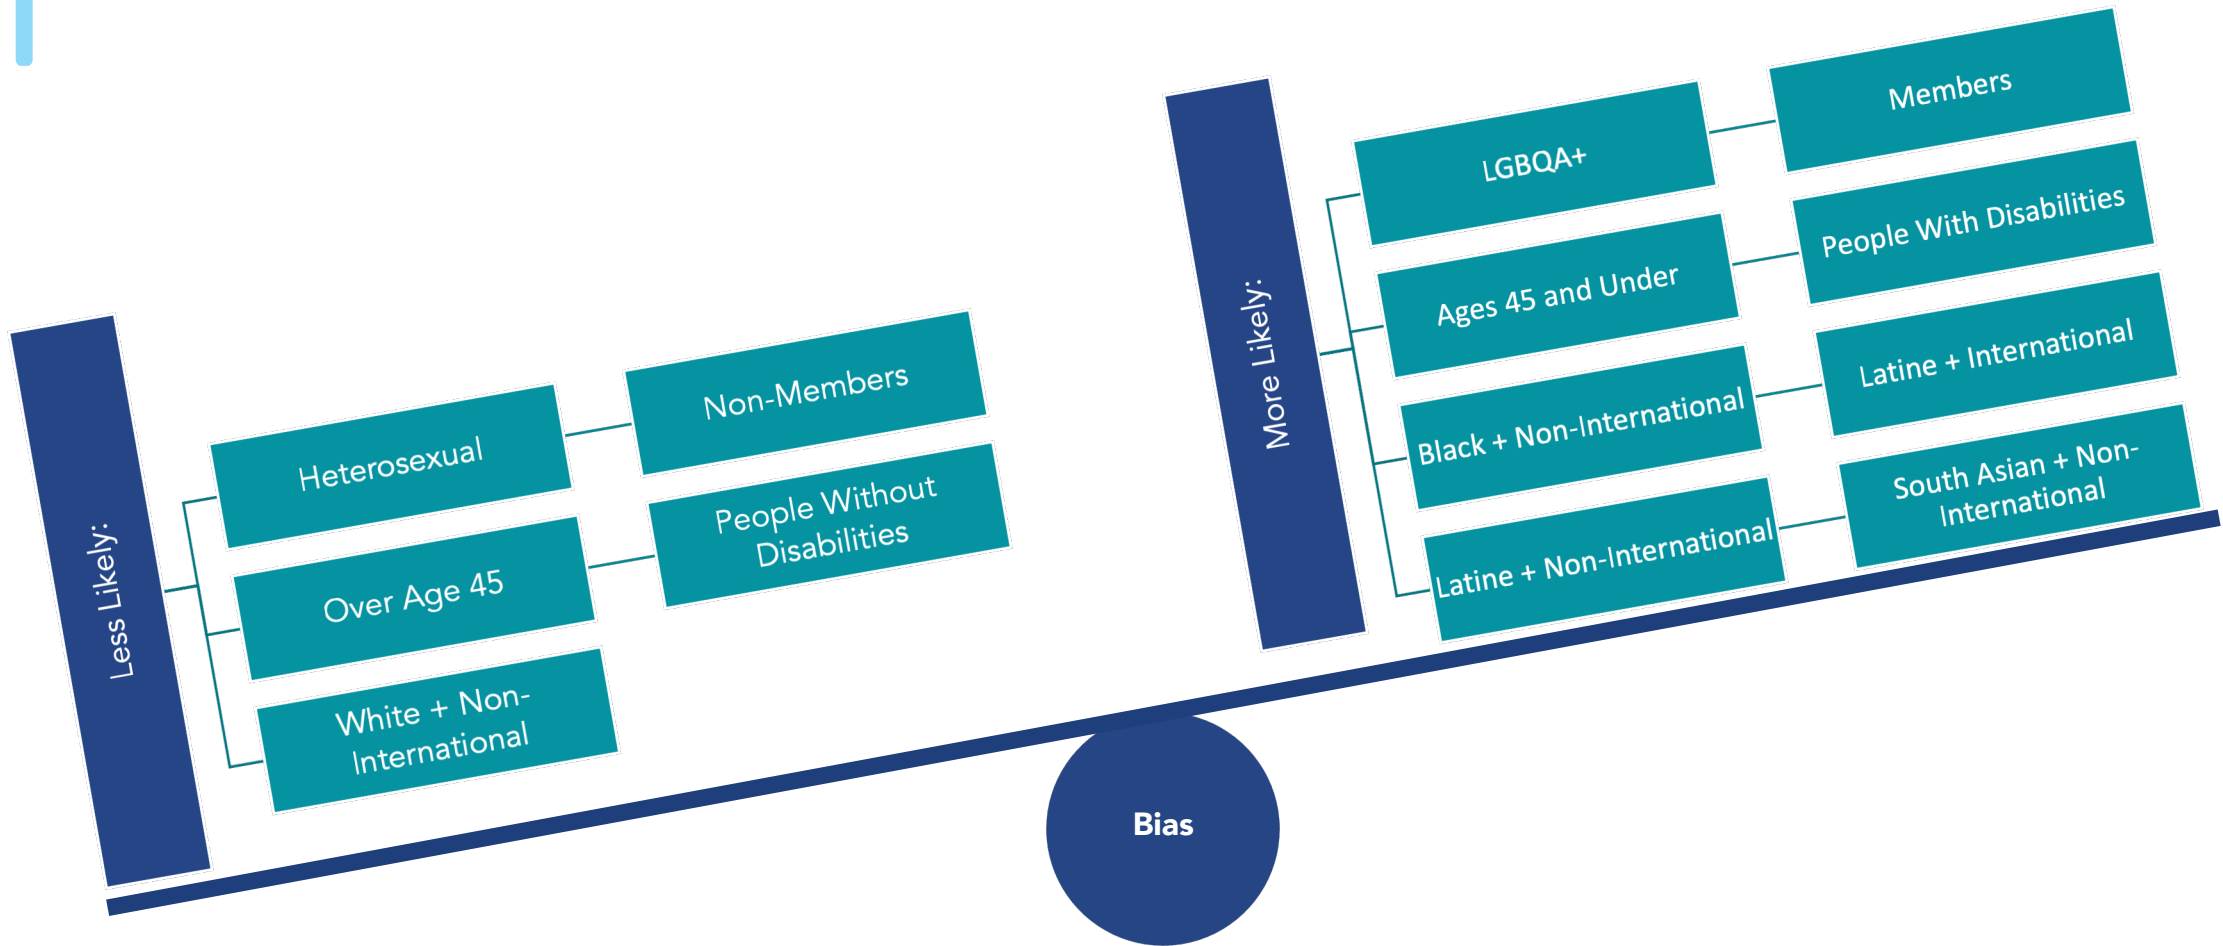 Less Likely:
Heterosexual
Non-Members
Over Age 45
People Without
Disabilities
White + Non-
International
More Likely:
LGBQA+
Members
Ages 45 and Under
People With Disabilities
Black + Non-International
Latine + International
Latine + Non-International
South Asian + Non-
International
Bias